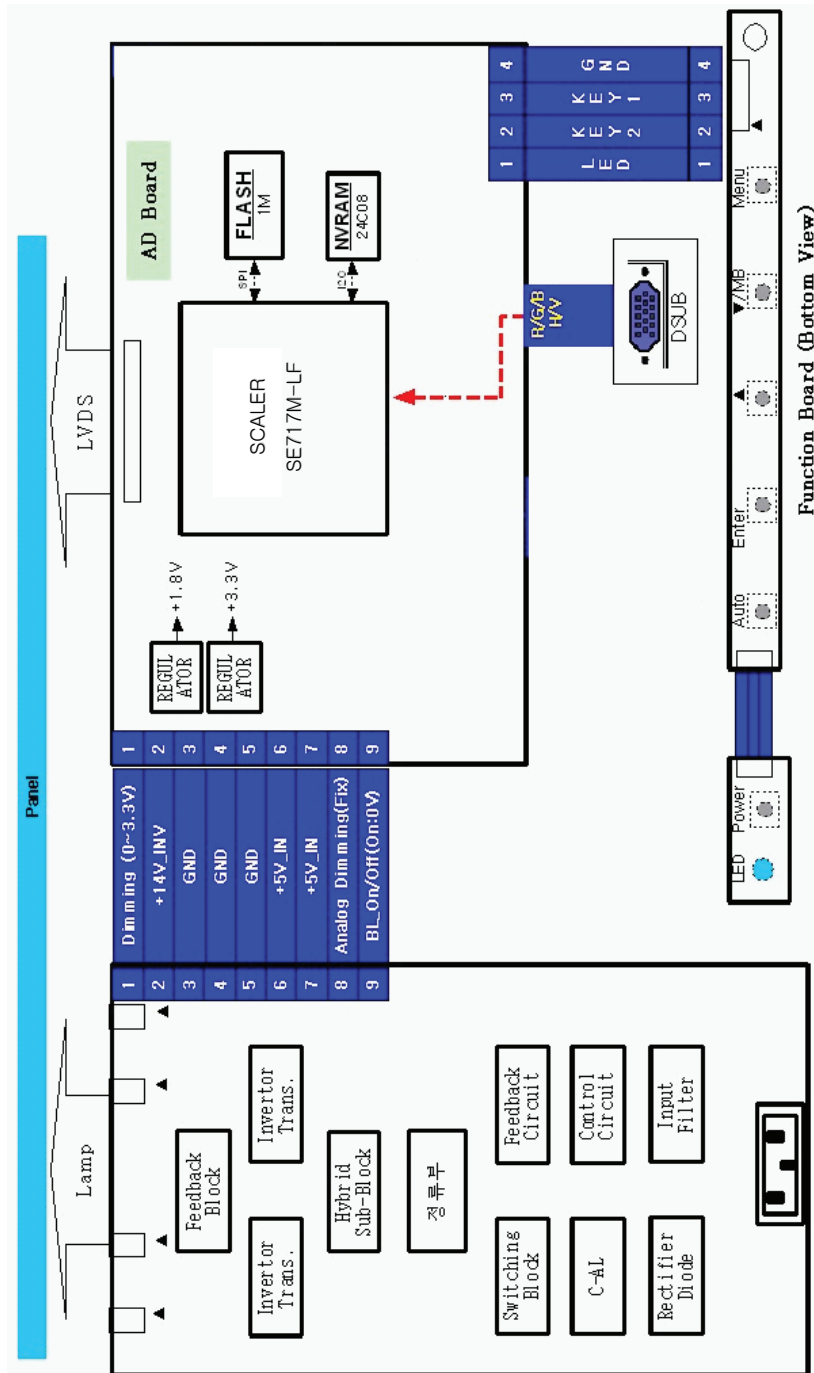 Panel
Lamp
LVDS
Feedback
Block
Invertor
Trans.
Invertor
Trans.
Hybrid
Sub-Block
정류부
Switching
Block
Feedback
Circuit
C-AL
Control
Circuit
Rectifier
Diode
Input
Filter
1 Dimming (0~3.3V) 1
2 +14V_INV 2
3 GND 3
4 GND 4
5 GND 5
6 +5V_IN 6
7 +5V_IN 7
8 Analog Dimming(Fix) 8
9 BL_On/Off(On:0V) 9
REGUL
ATOR
+1.8V
REGUL
ATOR
+3.3V
AD Board
SCALER
SE717M-LF
SPI
FLASH
1M
I2C
NVRAM
24C08
R/G/B
H/V
DSUB
1 LED 1
2 KEY2 2
3 KEY1 3
4 GND 4
LED
Power
Auto
Enter
▲
▼/MB
Menu
Function Board (Bottom View)